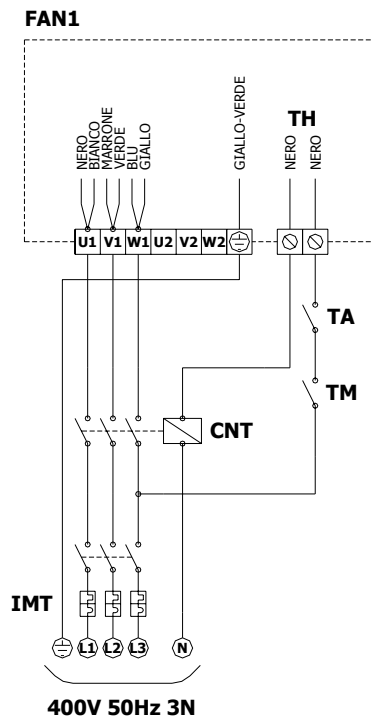 FAN1
NERO
BIANCO
MARRONE
VERDE
BLU
GIALLO
GIALLO-VERDE
TH
NERO
NERO
U1 V1 W1 U2 V2 W2
TA
TM
CNT
IMT
L1 L2 L3 N
400V 50Hz 3N